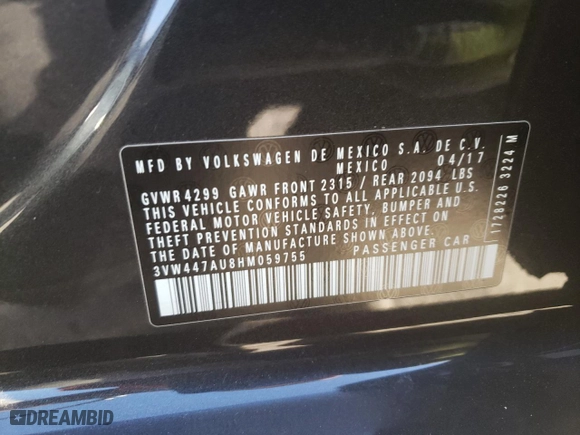 MFD BY VOLKSWAGEN DE MEXICO S.A. DE C.V.
MEXICO 04/17
GVWR 4299 GAWR FRONT 2315 / REAR 2094 LBS
THIS VEHICLE CONFORMS TO ALL APPLICABLE U.S.
FEDERAL MOTOR VEHICLE SAFETY, BUMPER AND
THEFT PREVENTION STANDARDS IN EFFECT ON
THE DATE OF MANUFACTURE SHOWN ABOVE.
3VW447AU8HM059755 PASSENGER CAR
1728226 3224 M
DREAMBID